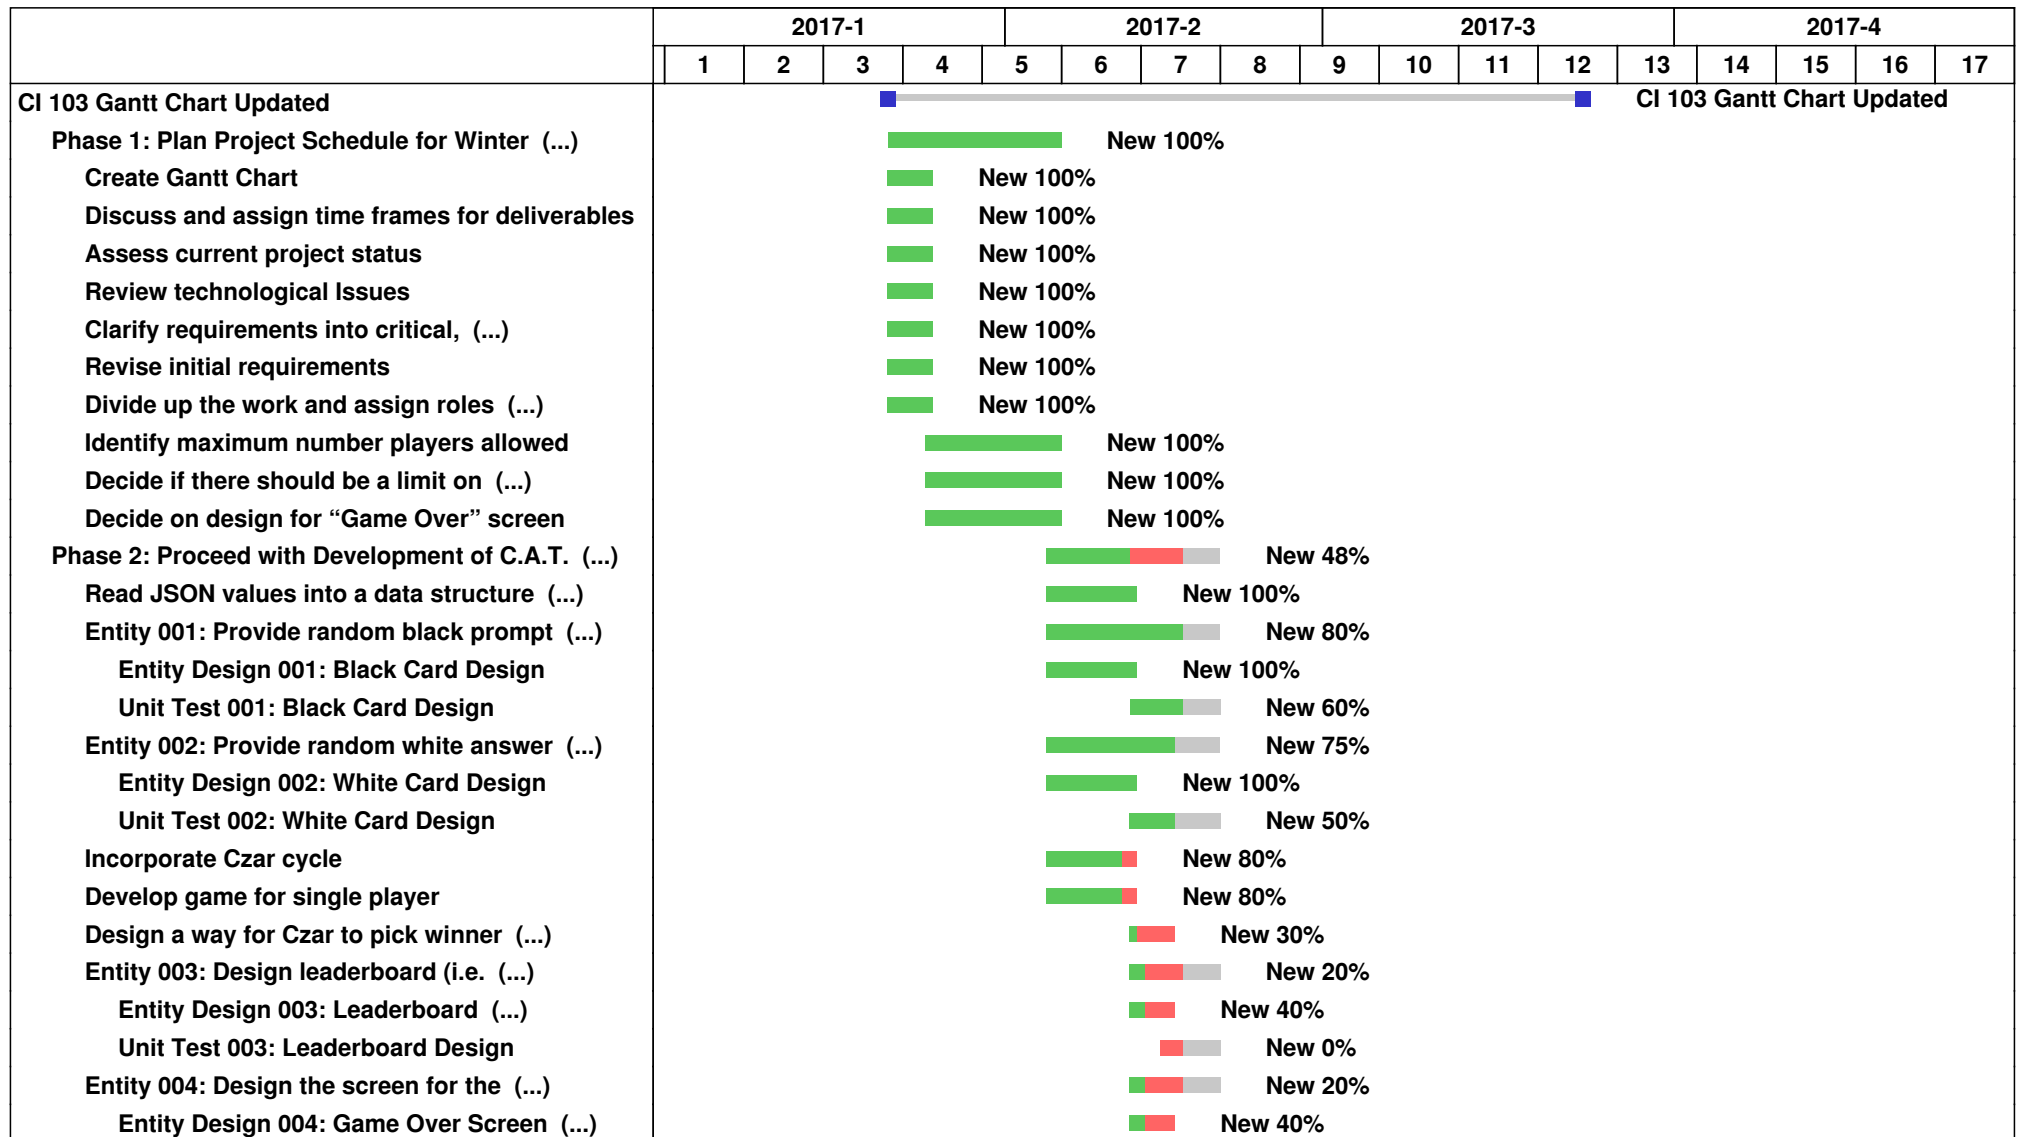 2017-1 2017-2 2017-3 2017-4
1 2 3 4 5 6 7 8 9 10 11 12 13 14 15 16 17
CI 103 Gantt Chart Updated CI 103 Gantt Chart Updated
Phase 1: Plan Project Schedule for Winter (...) New 100%
Create Gantt Chart New 100%
Discuss and assign time frames for deliverables New 100%
Assess current project status New 100%
Review technological Issues New 100%
Clarify requirements into critical, (...) New 100%
Revise initial requirements New 100%
Divide up the work and assign roles (...) New 100%
Identify maximum number players allowed New 100%
Decide if there should be a limit on (...) New 100%
Decide on design for “Game Over” screen New 100%
Phase 2: Proceed with Development of C.A.T. (...) New 48%
Read JSON values into a data structure (...) New 100%
Entity 001: Provide random black prompt (...) New 80%
Entity Design 001: Black Card Design New 100%
Unit Test 001: Black Card Design New 60%
Entity 002: Provide random white answer (...) New 75%
Entity Design 002: White Card Design New 100%
Unit Test 002: White Card Design New 50%
Incorporate Czar cycle New 80%
Develop game for single player New 80%
Design a way for Czar to pick winner (...) New 30%
Entity 003: Design leaderboard (i.e. (...) New 20%
Entity Design 003: Leaderboard (...) New 40%
Unit Test 003: Leaderboard Design New 0%
Entity 004: Design the screen for the (...) New 20%
Entity Design 004: Game Over Screen (...) New 40%